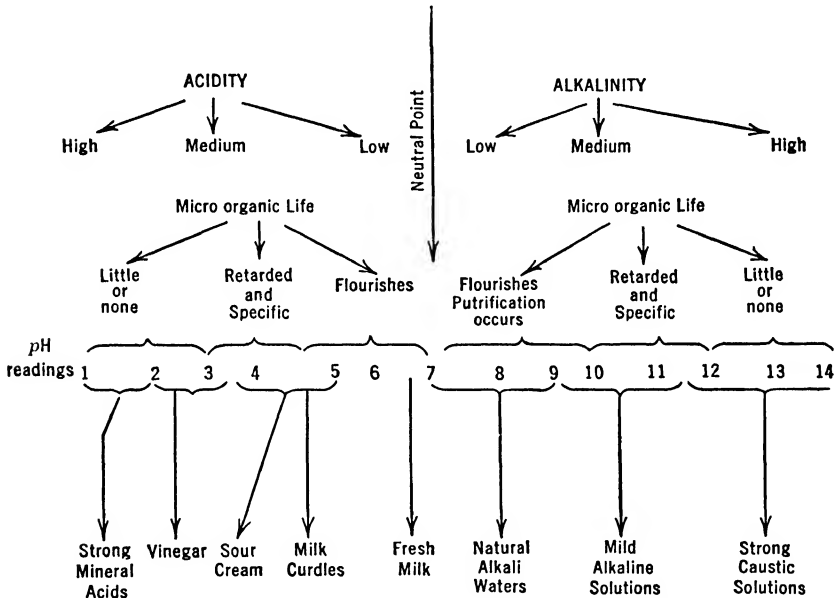 ACIDITY
High Medium Low
Neutral Point
ALKALINITY
Low Medium High
Micro organic Life
Little
or
none
Retarded
and
Specific
Flourishes
Micro organic Life
Flourishes
Putrification
occurs
Retarded
and
Specific
Little
or
none
pH
readings 1 2 3 4 5 6 7 8 9 10 11 12 13 14
Strong
Mineral
Acids
Vinegar
Sour
Cream
Milk
Curdles
Fresh
Milk
Natural
Alkali
Waters
Mild
Alkaline
Solutions
Strong
Caustic
Solutions